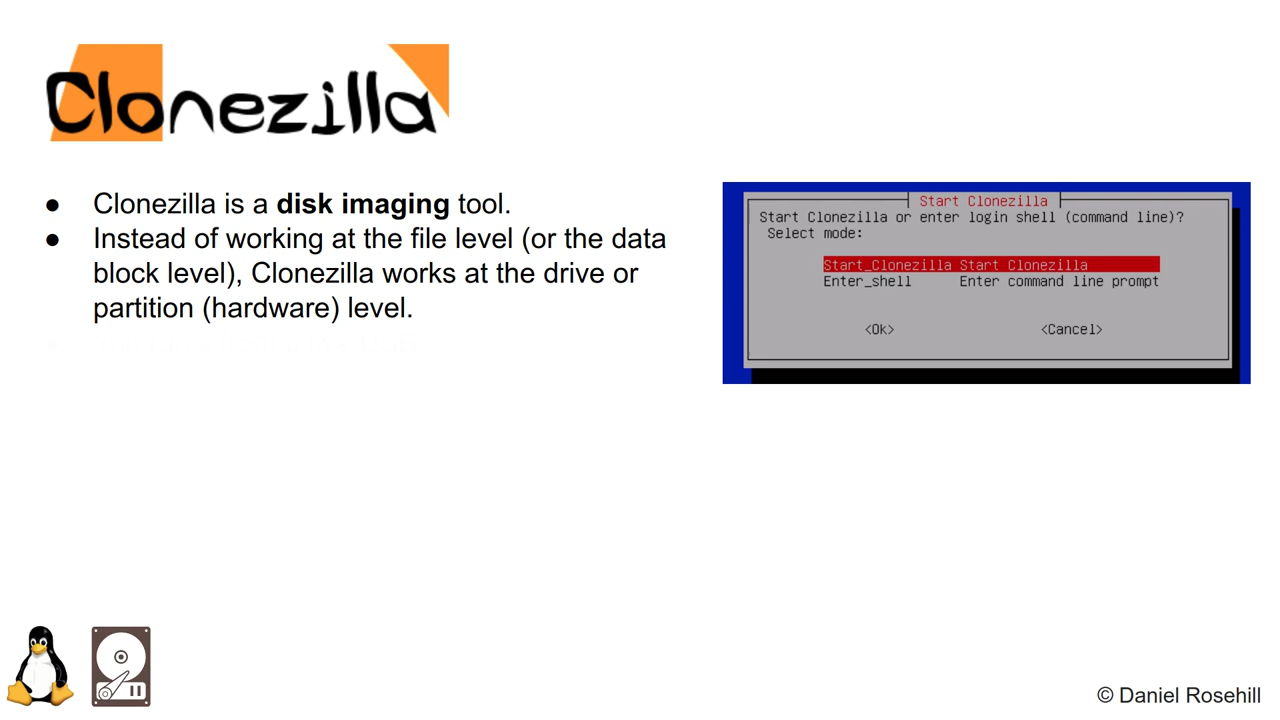 Clonezilla
● Clonezilla is a disk imaging tool.
● Instead of working at the file level (or the data
block level), Clonezilla works at the drive or
partition (hardware) level.
Start Clonezilla
Start Clonezilla or enter login shell (command line)?
Select mode:
Start_Clonezilla Start Clonezilla
Enter_shell Enter command line prompt
<Ok> <Cancel>
© Daniel Rosehill